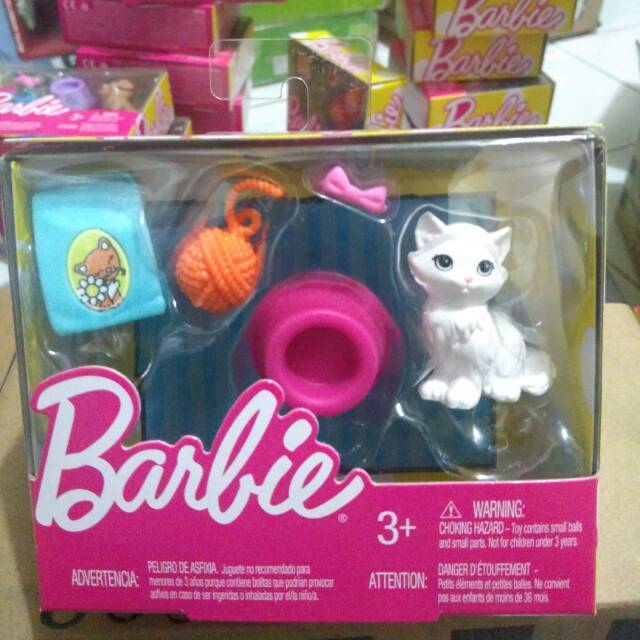 Barbie
Barbie
Barbie
Barbie
Barbie®
3+
WARNING:
CHOKING HAZARD – Toy contains small balls
and small parts. Not for children under 3 years.
ADVERTENCIA:
PELIGRO DE ASFIXIA. Juguete no recomendado para
menores de 3 años porque contiene bolitas que podrían provocar
asfixia en caso de ser ingeridas o inhaladas por el/la niño/a.
ATTENTION:
DANGER D'ÉTOUFFEMENT –
Petits éléments et petites balles. Ne convient
pas aux enfants de moins de 36 mois.